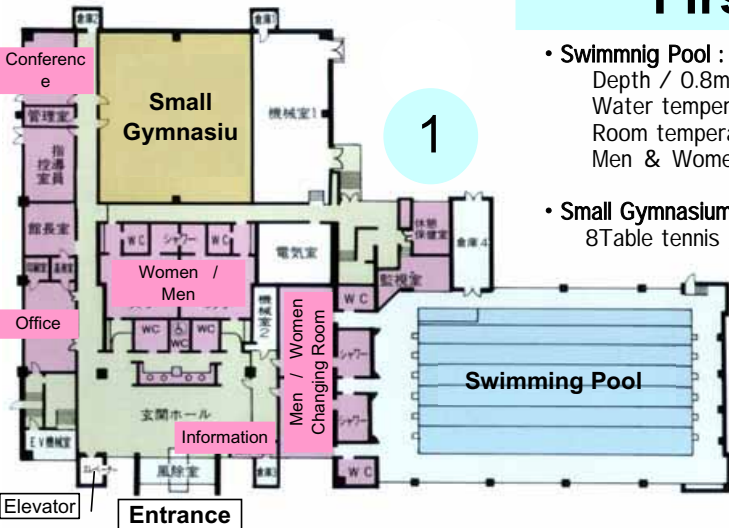 Firs
• Swimmnig Pool :
Depth / 0.8m
Water temper
Room tempera
Men & Wome
• Small Gymnasium
8Table tennis
1
倉庫2
倉庫1
Conferenc
e
Small
Gymnasiu
機械室1
管理室
指導員
控室
館長室
WC
シャワー
WC
電気室
休憩
保健室
倉庫4
監視室
Women /
Men
Office
機械室2
WC
WC
WC
WC
シャワー
シャワー
WC
Men / Women
Changing Room
Swimming Pool
玄関ホール
Information
EV機械室
エレベーター
風除室
倉庫3
Elevator
Entrance